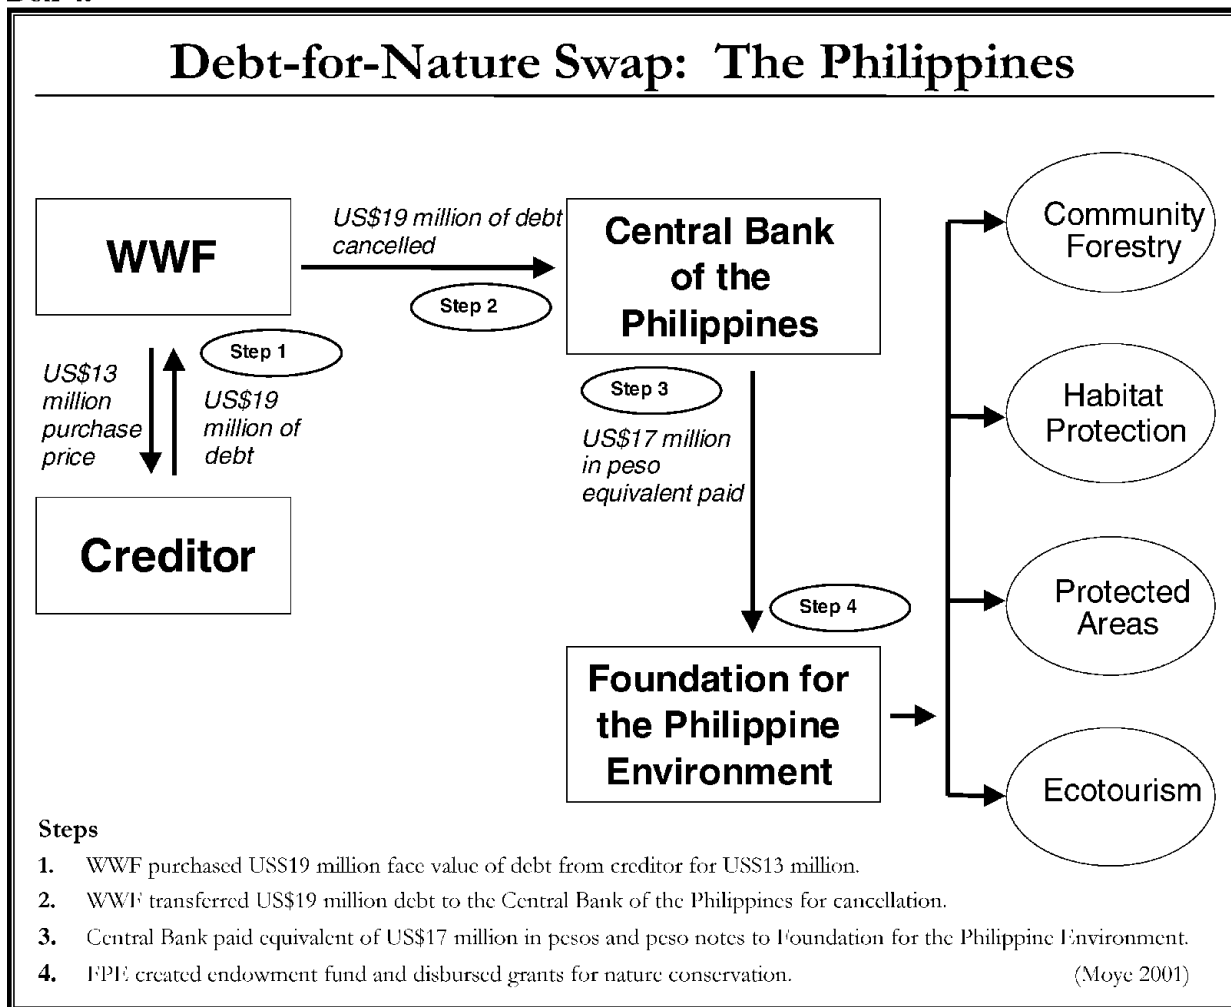 Debt-for-Nature Swap: The Philippines
WWF
US$19 million of debt
cancelled
Step 2
Central Bank
of the
Philippines
Step 1
US$13
million
purchase
price
US$19
million of
debt
Creditor
Step 3
US$17 million
in peso
equivalent paid
Step 4
Foundation for
the Philippine
Environment
Community
Forestry
Habitat
Protection
Protected
Areas
Ecotourism
Steps
1. WWF purchased US$19 million face value of debt from creditor for US$13 million.
2. WWF transferred US$19 million debt to the Central Bank of the Philippines for cancellation.
3. Central Bank paid equivalent of US$17 million in pesos and peso notes to Foundation for the Philippine Environment.
4. FPE created endowment fund and disbursed grants for nature conservation. (Moye 2001)